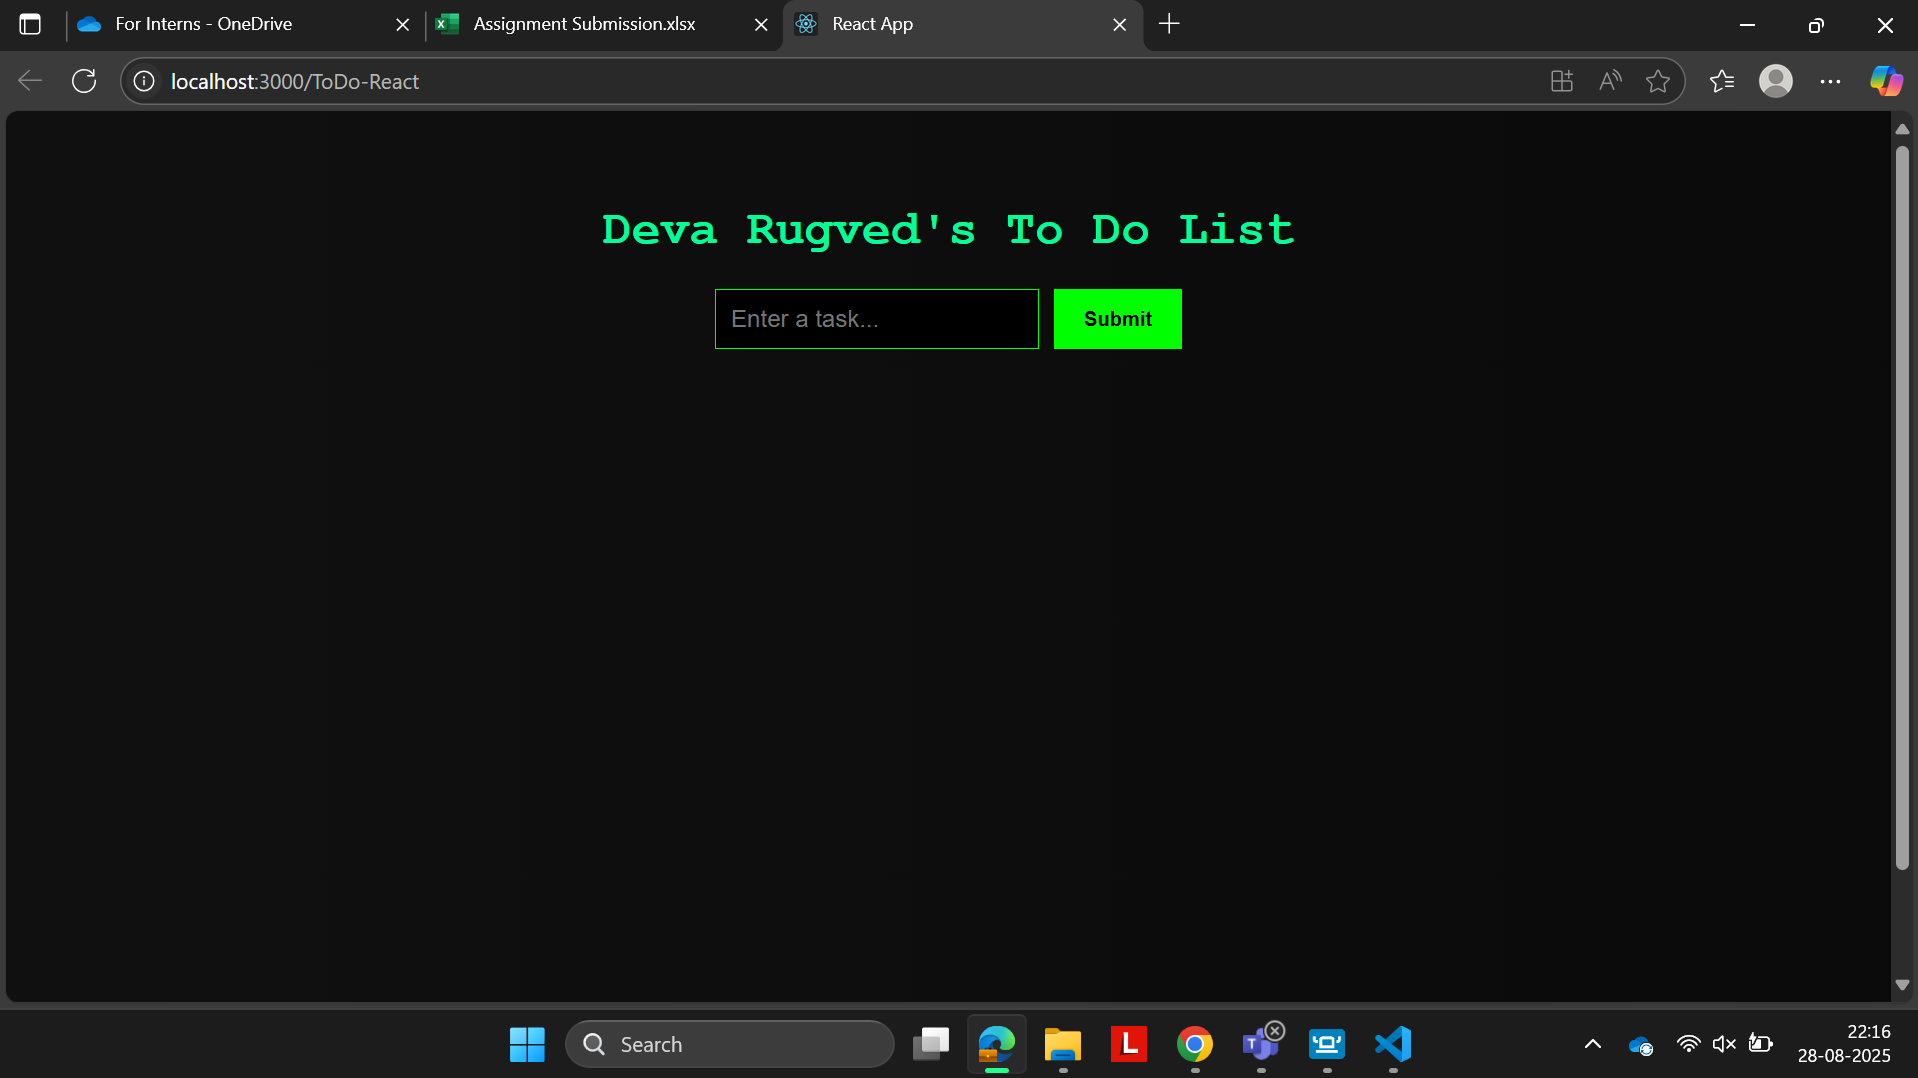 For Interns - OneDrive
Assignment Submission.xlsx
React App
localhost:3000/ToDo-React
Deva Rugved's To Do List
Enter a task...
Submit
Search
L
T
22:16
28-08-2025